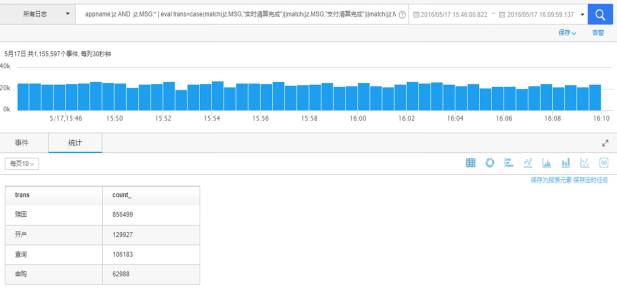 所有日志 appname:jz AND jz.MSG:* | eval trans=case(match(jz.MSG,"实时清算完成")||match(jz.MSG,"支付清算完成")||match(jz.M 2016/05/17 15:46:08.822 ~ 2016/05/17 16:09:59.137
保存 告警
5月17日 共1,155,597个事件, 每列30秒钟
40k
20k
0k
5/17,15:46 15:50 15:52 15:54 15:56 15:58 16:00 16:02 16:04 16:06 16:08 16:10
事件 统计
每页10
保存为报表元素 保存定时任务
trans count_
赎回 856499
开户 129927
查询 106183
申购 62988